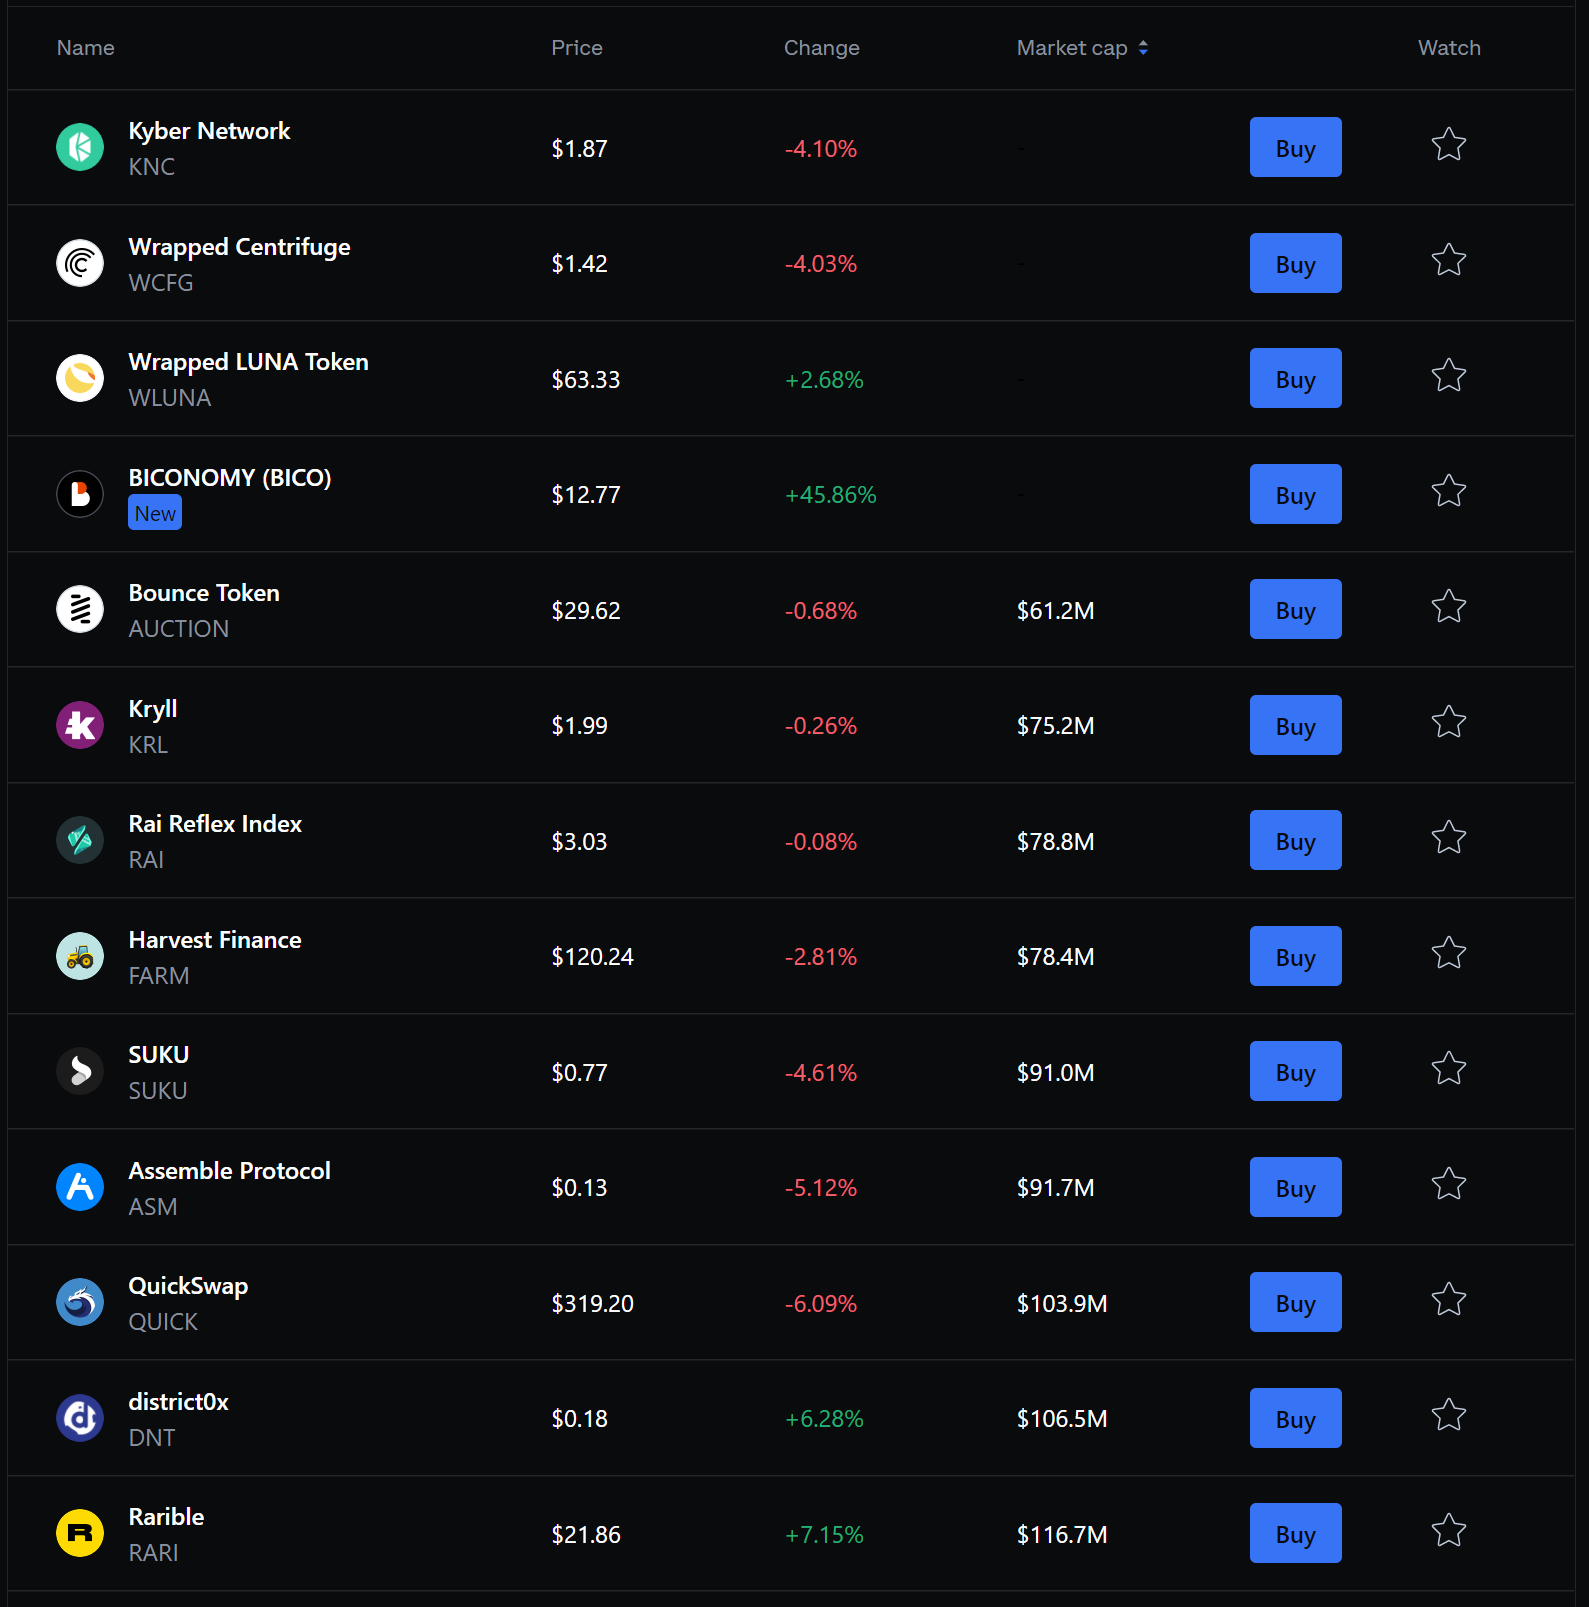 Name Price Change Market cap Watch
Kyber Network
KNC
$1.87 -4.10% - Buy
Wrapped Centrifuge
WCFG
$1.42 -4.03% - Buy
Wrapped LUNA Token
WLUNA
$63.33 +2.68% - Buy
BICONOMY (BICO)
New
$12.77 +45.86% - Buy
Bounce Token
AUCTION
$29.62 -0.68% $61.2M Buy
Kryll
KRL
$1.99 -0.26% $75.2M Buy
Rai Reflex Index
RAI
$3.03 -0.08% $78.8M Buy
Harvest Finance
FARM
$120.24 -2.81% $78.4M Buy
SUKU
SUKU
$0.77 -4.61% $91.0M Buy
Assemble Protocol
ASM
$0.13 -5.12% $91.7M Buy
QuickSwap
QUICK
$319.20 -6.09% $103.9M Buy
district0x
DNT
$0.18 +6.28% $106.5M Buy
Rarible
RARI
$21.86 +7.15% $116.7M Buy